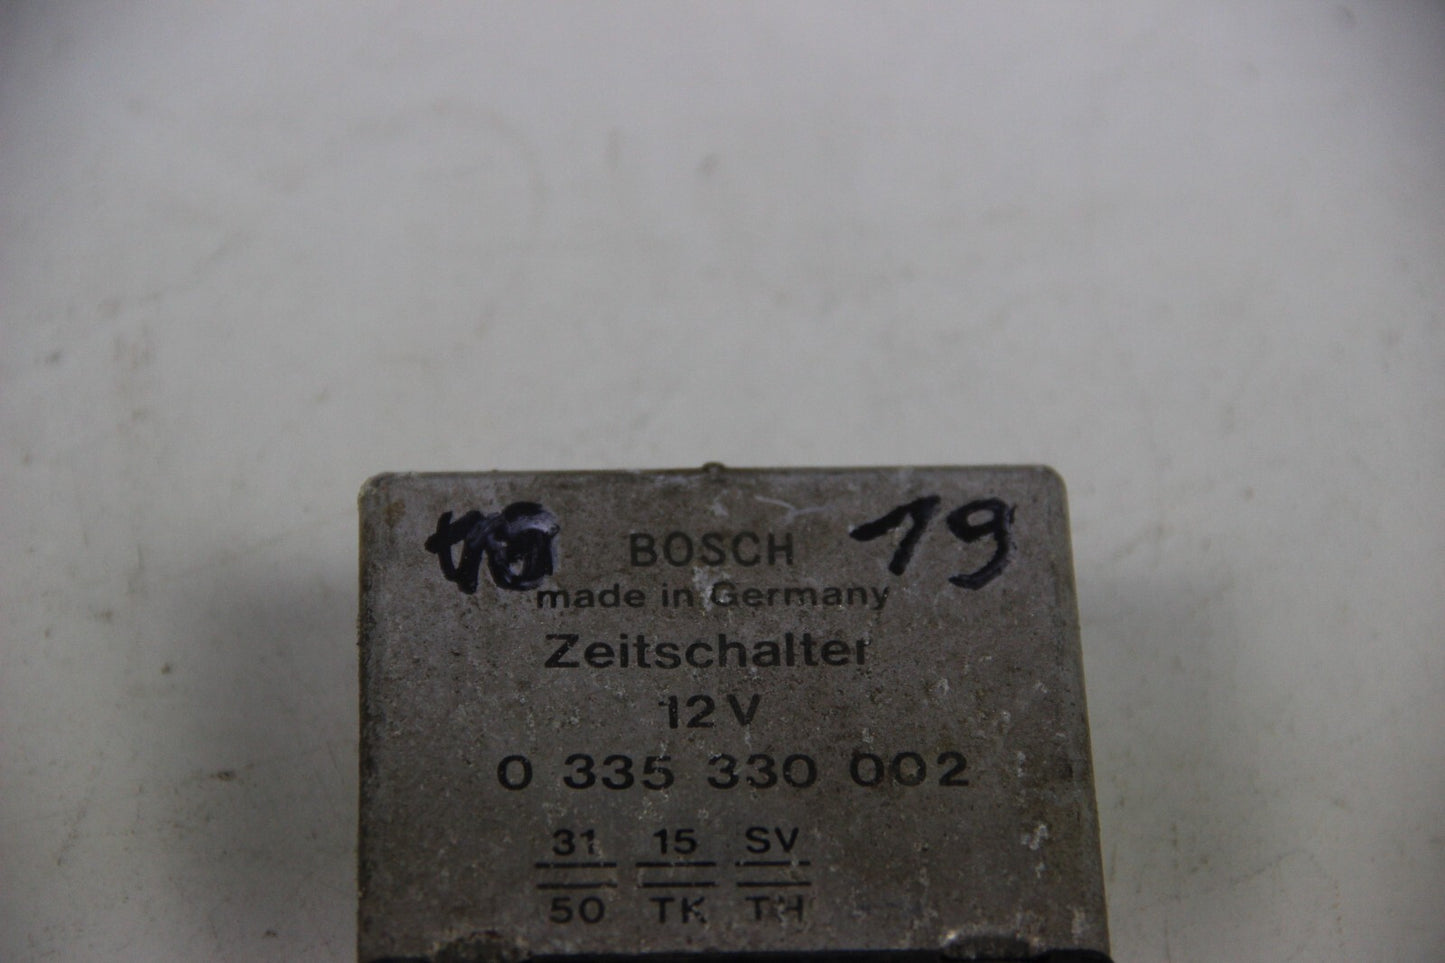 BOSCH 19
made in Germany
Zeitschalter
12V
0 335 330 002
31 15 SV
50 TK TH